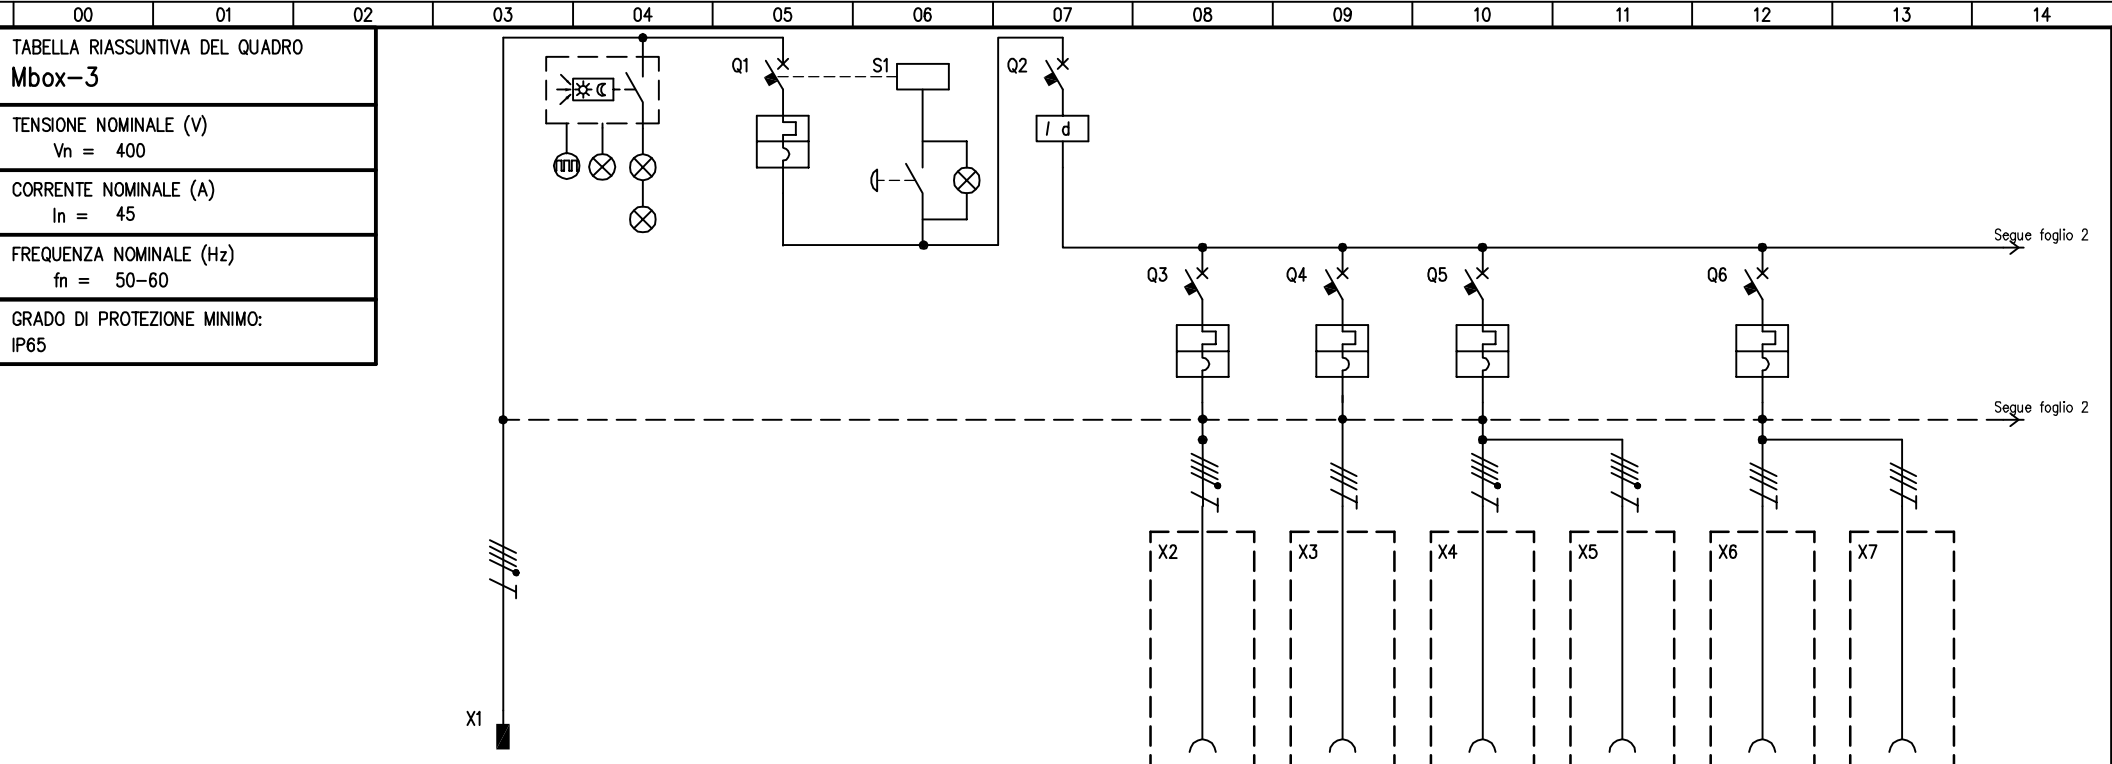 00 01 02 03 04 05 06 07 08 09 10 11 12 13 14
TABELLA RIASSUNTIVA DEL QUADRO
Mbox-3
TENSIONE NOMINALE (V)
Vn = 400
CORRENTE NOMINALE (A)
In = 45
FREQUENZA NOMINALE (Hz)
fn = 50-60
GRADO DI PROTEZIONE MINIMO:
IP65
Q1 S1 Q2
I d
Segue foglio 2
Q3 Q4 Q5 Q6
Segue foglio 2
X2 X3 X4 X5 X6 X7
X1